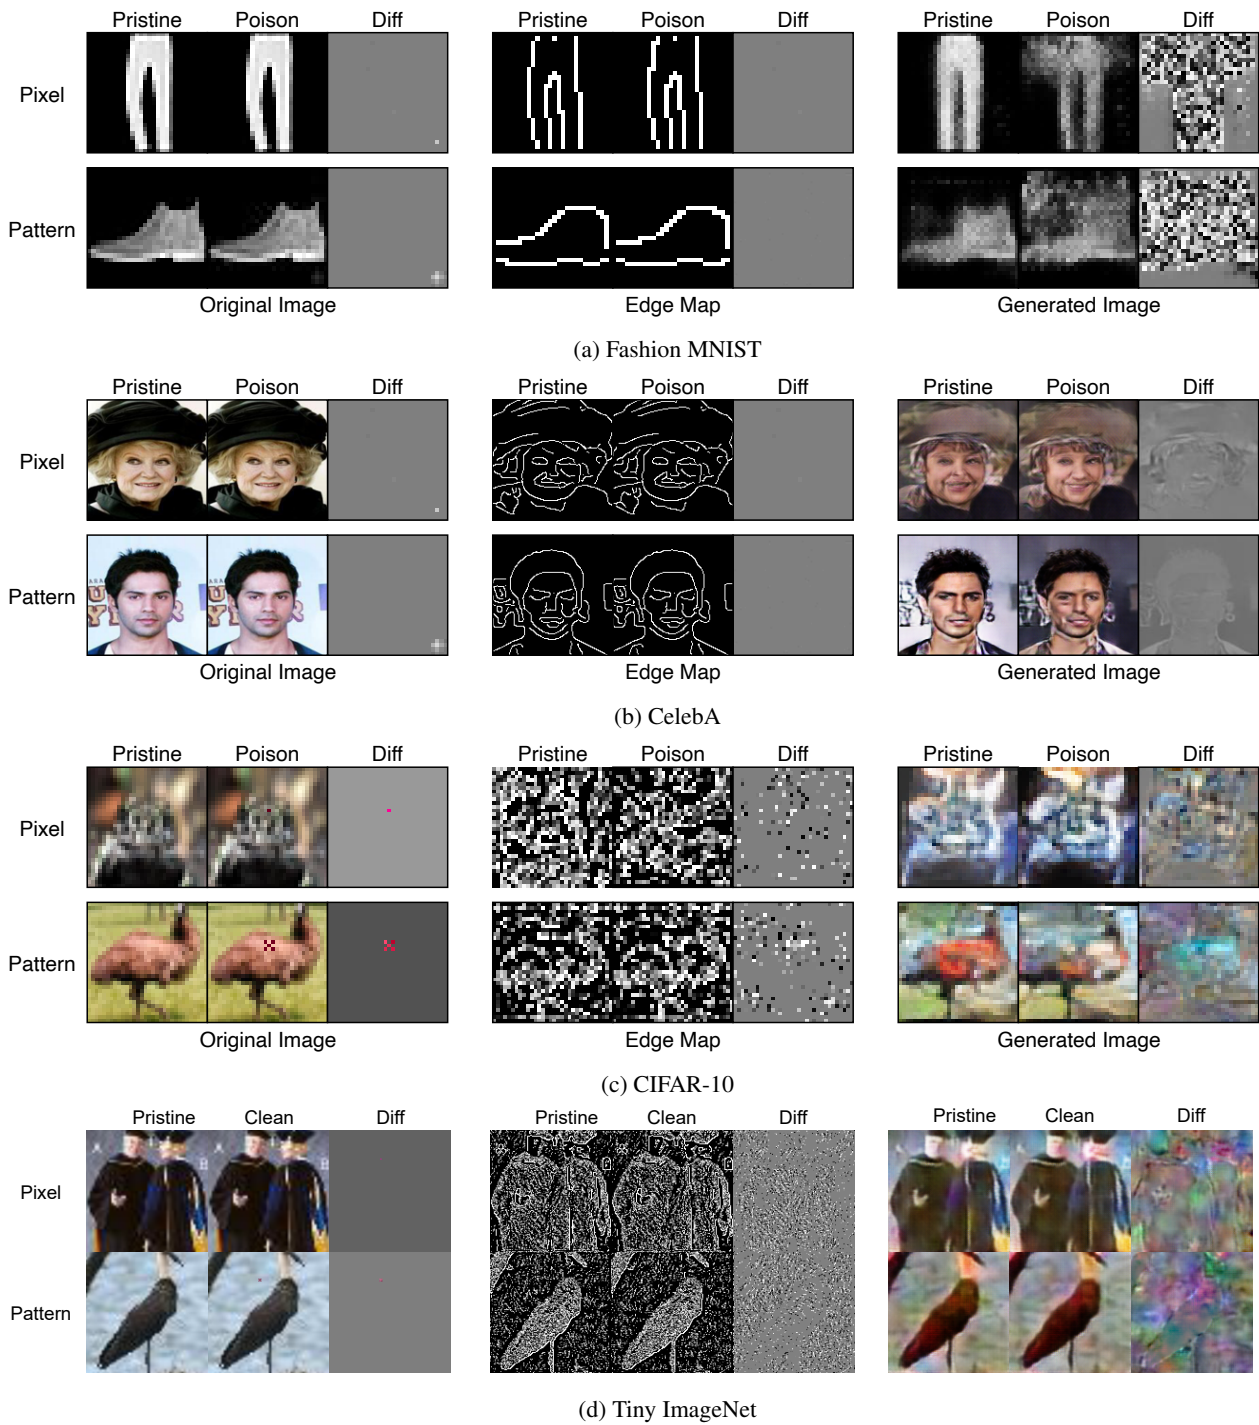 Pristine Poison Diff Pristine Poison Diff Pristine Poison Diff
Pixel
Pattern
Original Image Edge Map Generated Image
(a) Fashion MNIST
Pristine Poison Diff Pristine Poison Diff Pristine Poison Diff
Pixel
Pattern
Original Image Edge Map Generated Image
(b) CelebA
Pristine Poison Diff Pristine Poison Diff Pristine Poison Diff
Pixel
Pattern
Original Image Edge Map Generated Image
(c) CIFAR-10
Pristine Clean Diff Pristine Clean Diff Pristine Clean Diff
Pixel
Pattern
(d) Tiny ImageNet